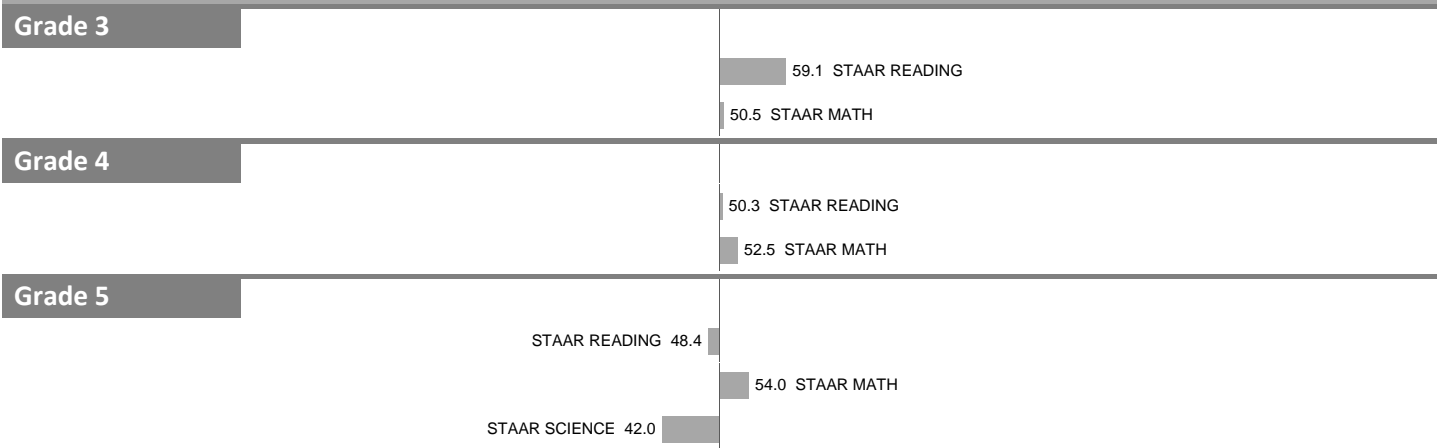 Grade 3
59.1 STAAR READING
50.5 STAAR MATH
Grade 4
50.3 STAAR READING
52.5 STAAR MATH
Grade 5
STAAR READING 48.4
54.0 STAAR MATH
STAAR SCIENCE 42.0